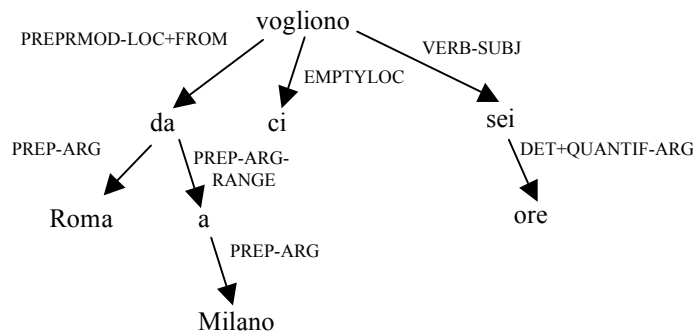 vogliono
PREPRMOD-LOC+FROM
VERB-SUBJ
EMPTYLOC
da
ci
sei
PREP-ARG
PREP-ARG-
RANGE
DET+QUANTIF-ARG
Roma
a
ore
PREP-ARG
Milano